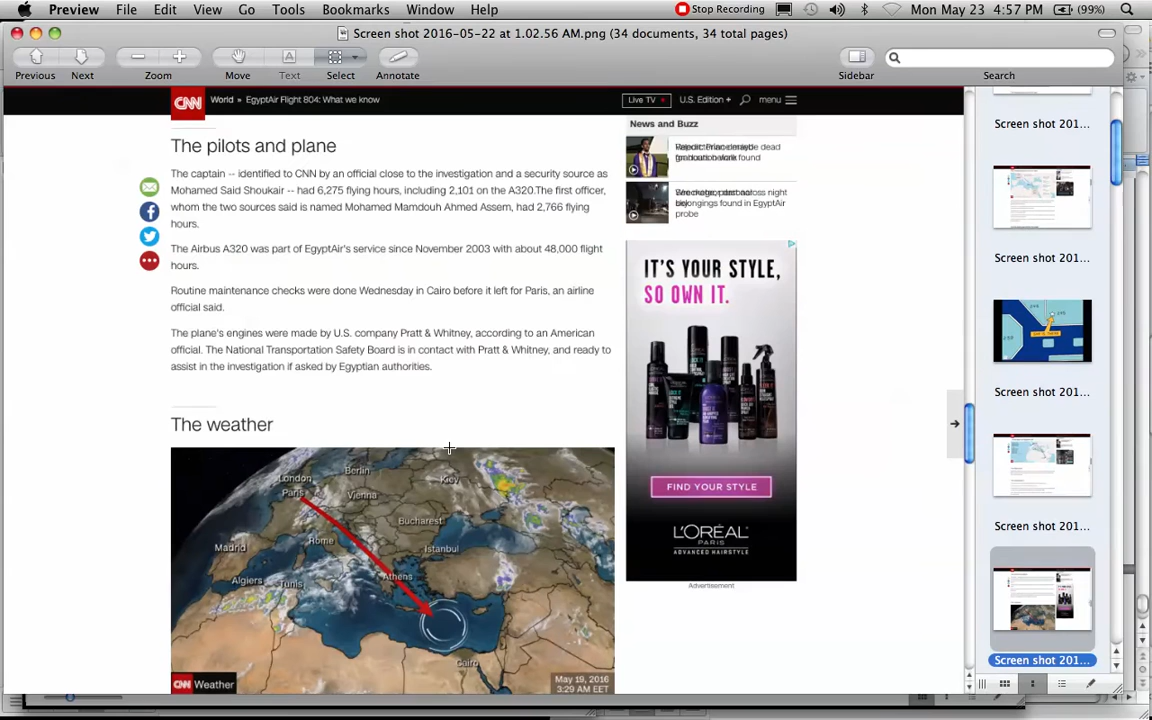 Preview File Edit View Go Tools Bookmarks Window Help Stop Recording Mon May 23 4:57 PM (99%)
Screen shot 2016-05-22 at 1.02.56 AM.png (34 documents, 34 total pages)
Previous Next Zoom Move Text Select Annotate Sidebar Search
CNN World » EgyptAir Flight 804: What we know Live TV U.S. Edition + menu
The pilots and plane
The captain -- identified to CNN by an official close to the investigation and a security source as
Mohamed Said Shoukair -- had 6,275 flying hours, including 2,101 on the A320.The first officer,
whom the two sources said is named Mohamed Mamdouh Ahmed Assem, had 2,766 flying
hours.
The Airbus A320 was part of EgyptAir's service since November 2003 with about 48,000 flight
hours.
Routine maintenance checks were done Wednesday in Cairo before it left for Paris, an airline
official said.
The plane's engines were made by U.S. company Pratt & Whitney, according to an American
official. The National Transportation Safety Board is in contact with Pratt & Whitney, and ready to
assist in the investigation if asked by Egyptian authorities.
The weather
London
Berlin
Kiev
Paris
Vienna
Bucharest
Rome
Madrid
Istanbul
Algiers
Tunis
Athens
Cairo
CNN Weather
May 19, 2016
3:29 AM EET
News and Buzz
found
night
belongings found in EgyptAir
probe
IT'S YOUR STYLE,
SO OWN IT.
FIND YOUR STYLE
L'ORÉAL
PARIS
ADVANCED HAIRSTYLE
Advertisement
Screen shot 201...
Screen shot 201...
Screen shot 201...
Screen shot 201...
Screen shot 201...